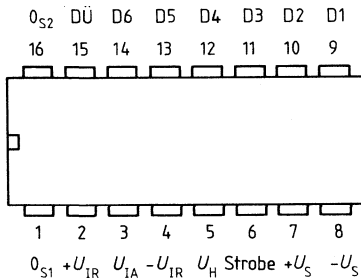 0S2 DÜ D6 D5 D4 D3 D2 D1
16 15 14 13 12 11 10 9
1 2 3 4 5 6 7 8
0S1 +UIR UIA -UIR UH Strobe +US -US